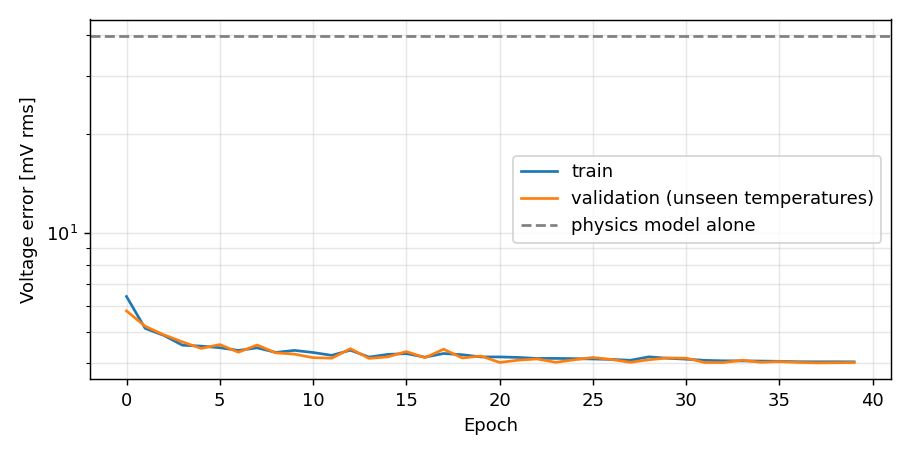 Voltage error [mV rms]
10¹
train
validation (unseen temperatures)
physics model alone
0 5 10 15 20 25 30 35 40
Epoch